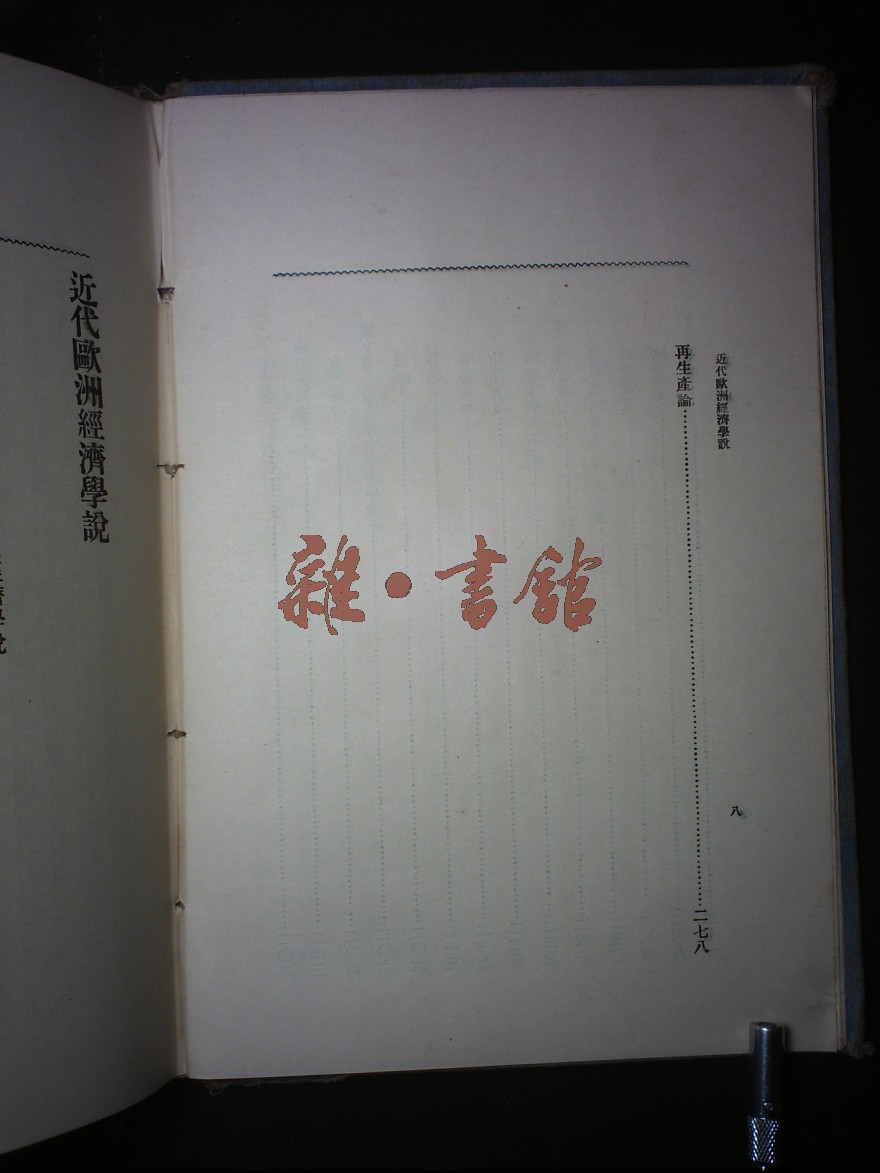 近代歐洲經濟學說
八
再生產論……二七八
雜•書館
近代歐洲經濟學說